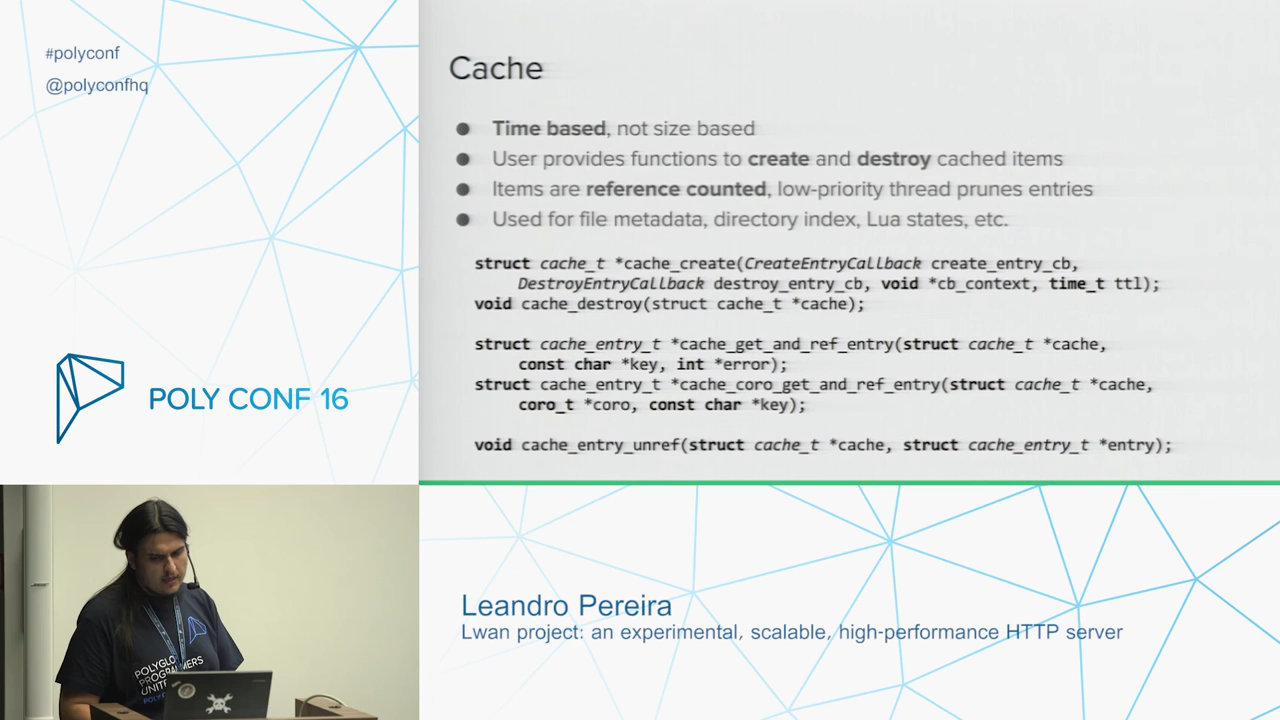 #polyconf
@polyconfhq
POLY CONF 16
Cache
● Time based, not size based
● User provides functions to create and destroy cached items
● Items are reference counted, low-priority thread prunes entries
● Used for file metadata, directory index, Lua states, etc.
struct cache_t *cache_create(CreateEntryCallback create_entry_cb,
DestroyEntryCallback destroy_entry_cb, void *cb_context, time_t ttl);
void cache_destroy(struct cache_t *cache);
struct cache_entry_t *cache_get_and_ref_entry(struct cache_t *cache,
const char *key, int *error);
struct cache_entry_t *cache_coro_get_and_ref_entry(struct cache_t *cache,
coro_t *coro, const char *key);
void cache_entry_unref(struct cache_t *cache, struct cache_entry_t *entry);
POLYGLOT
PROGRAMMERS
UNITE
Leandro Pereira
Lwan project: an experimental, scalable, high-performance HTTP server